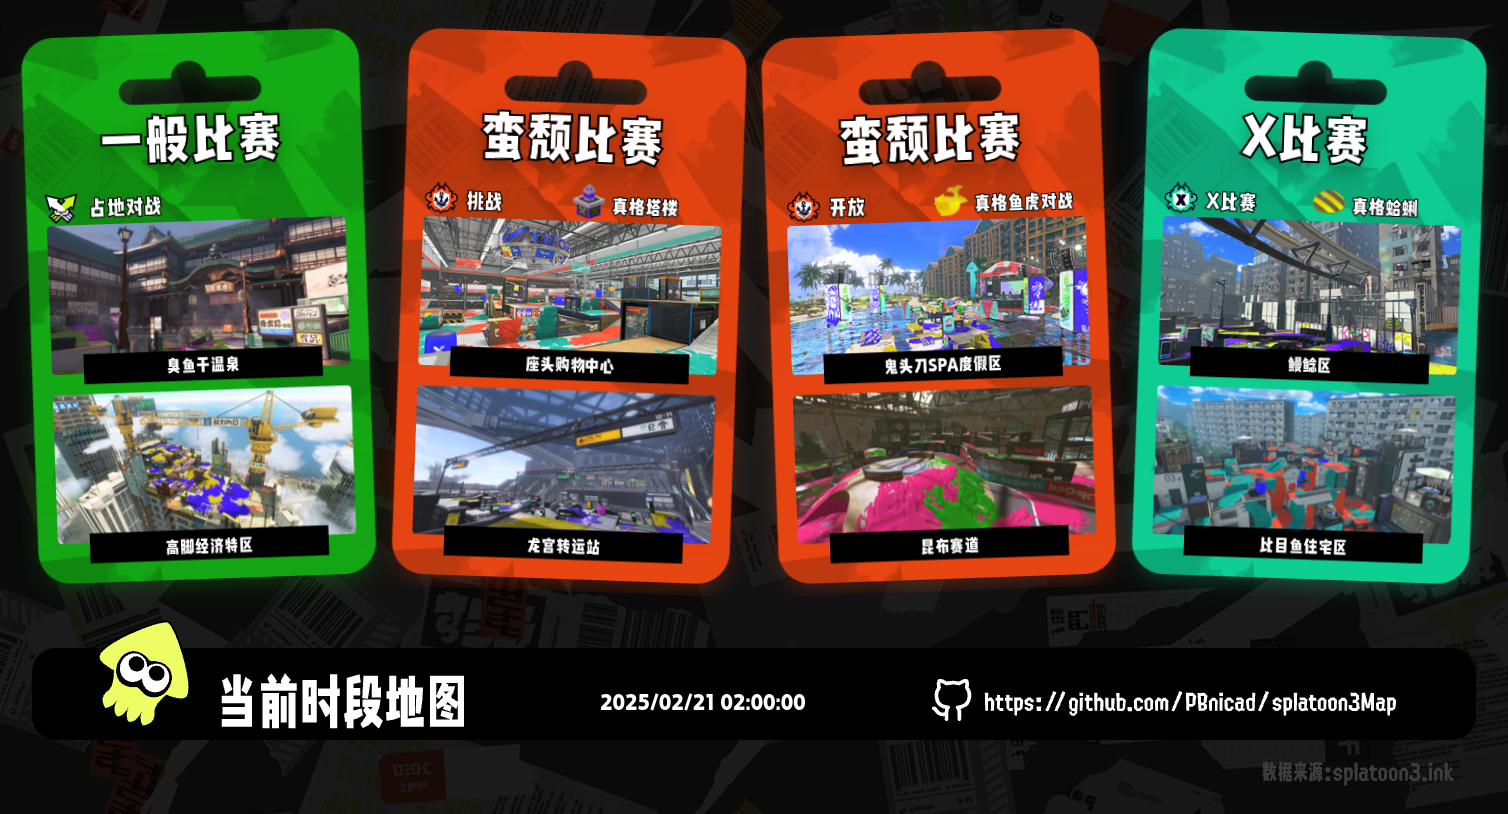 一般比赛
占地对战
臭鱼干温泉
高脚经济特区
蛮颓比赛
挑战
真格塔楼
座头购物中心
龙宫转运站
蛮颓比赛
开放
真格鱼虎对战
鬼头刀SPA度假区
昆布赛道
X比赛
X比赛
真格蛤蜊
鳗鲶区
比目鱼住宅区
当前时段地图
2025/02/21 02:00:00
https://github.com/PBnicad/splatoon3Map
数据来源:splatoon3.ink